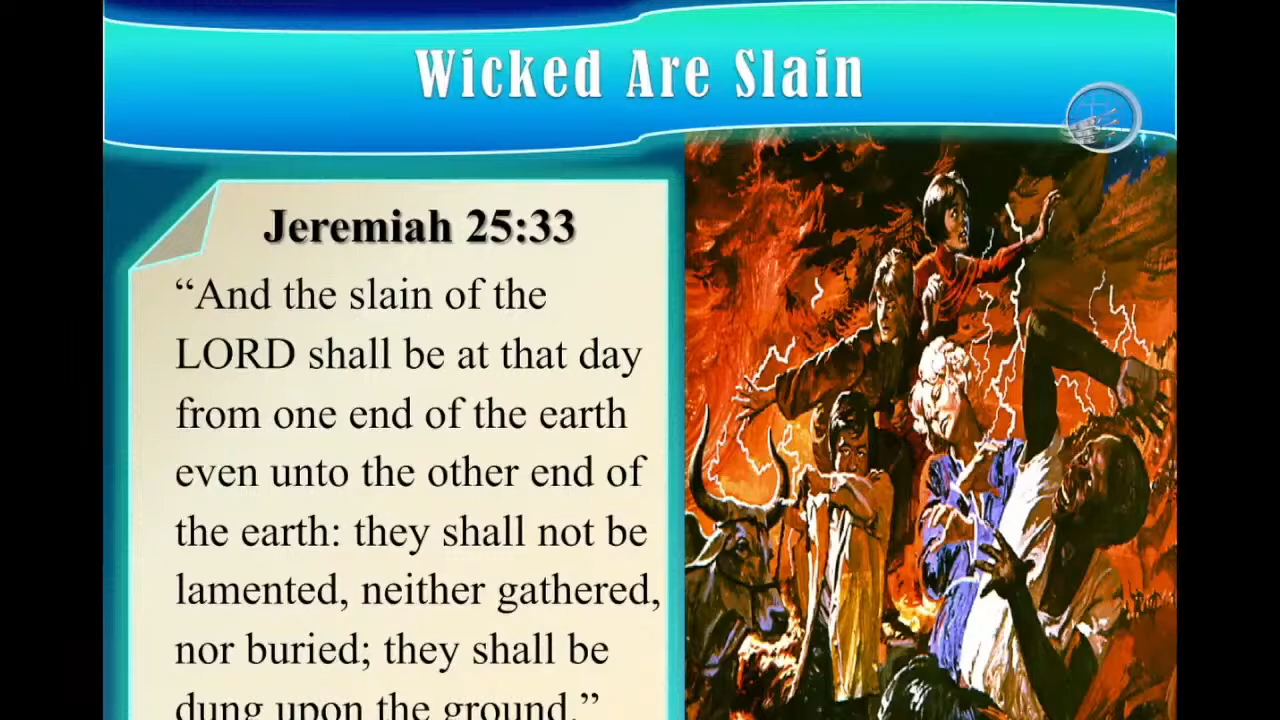 Wicked Are Slain
Jeremiah 25:33
“And the slain of the
LORD shall be at that day
from one end of the earth
even unto the other end of
the earth: they shall not be
lamented, neither gathered,
nor buried; they shall be
dung upon the ground.”